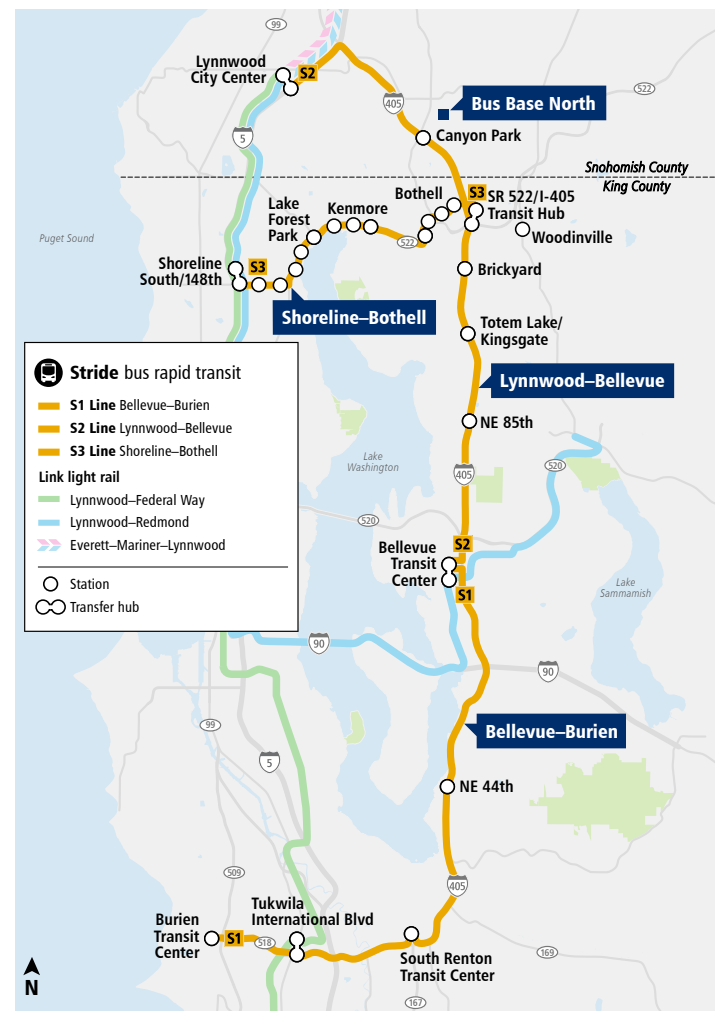 99
Lynnwood
City Center
S2
405
522
Bus Base North
Canyon Park
5
Snohomish County
King County
Bothell
S3
SR 522/I-405
Transit Hub
Lake
Forest
Park
Kenmore
522
Woodinville
Puget Sound
Shoreline
South/148th
S3
Brickyard
Shoreline–Bothell
Totem Lake/
Kingsgate
Lynnwood–Bellevue
NE 85th
Stride bus rapid transit
S1 Line Bellevue–Burien
S2 Line Lynnwood–Bellevue
S3 Line Shoreline–Bothell
Link light rail
Lynnwood–Federal Way
Lynnwood–Redmond
Everett–Mariner–Lynnwood
Station
Transfer hub
Lake
Washington
405
520
520
S2
Bellevue
Transit
Center
S1
Lake
Sammamish
90
90
99
5
Bellevue–Burien
NE 44th
509
405
Tukwila
International Blvd
Burien
Transit
Center
S1
518
South Renton
Transit Center
169
167
N